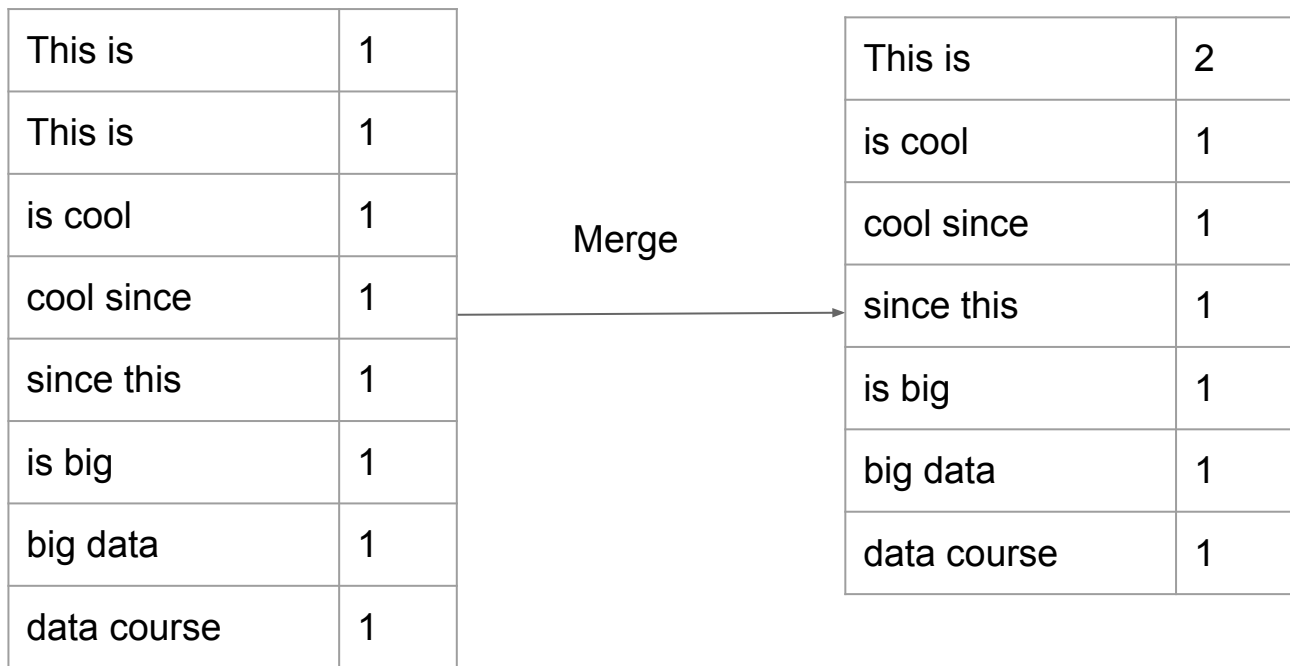 This is 1
This is 1
is cool 1
cool since 1
since this 1
is big 1
big data 1
data course 1
Merge
This is 2
is cool 1
cool since 1
since this 1
is big 1
big data 1
data course 1